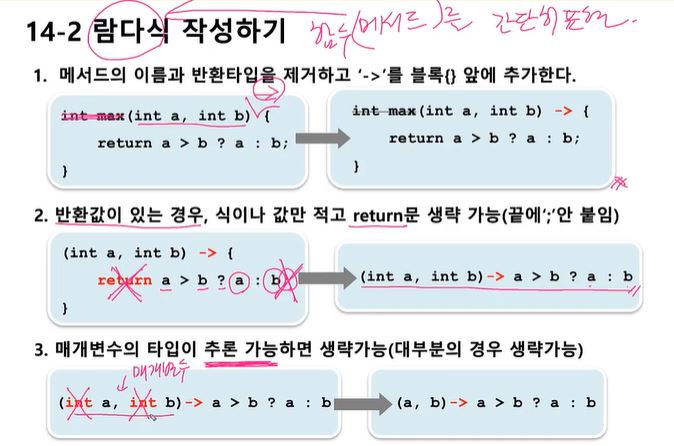 14-2 람다식 작성하기
함수(메서드)를 간단히 표현.
1. 메서드의 이름과 반환타입을 제거하고 '->'를 블록{} 앞에 추가한다.
int max(int a, int b) {
return a > b ? a : b;
}
int max(int a, int b) -> {
return a > b ? a : b;
}
2. 반환값이 있는 경우, 식이나 값만 적고 return문 생략 가능(끝에';'안 붙임)
(int a, int b) -> {
return a > b ? a : b;
}
(int a, int b)-> a > b ? a : b
3. 매개변수의 타입이 추론 가능하면 생략가능(대부분의 경우 생략가능)
매개변수
(int a, int b)-> a > b ? a : b
(a, b)-> a > b ? a : b